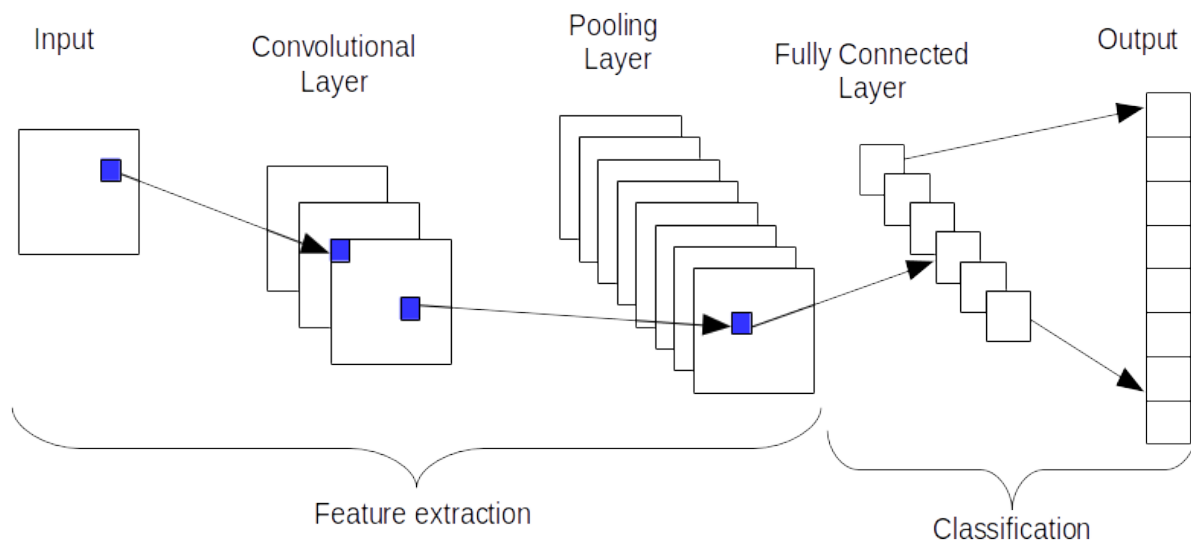 Input
Convolutional
Layer
Pooling
Layer
Fully Connected
Layer
Output
Feature extraction
Classification